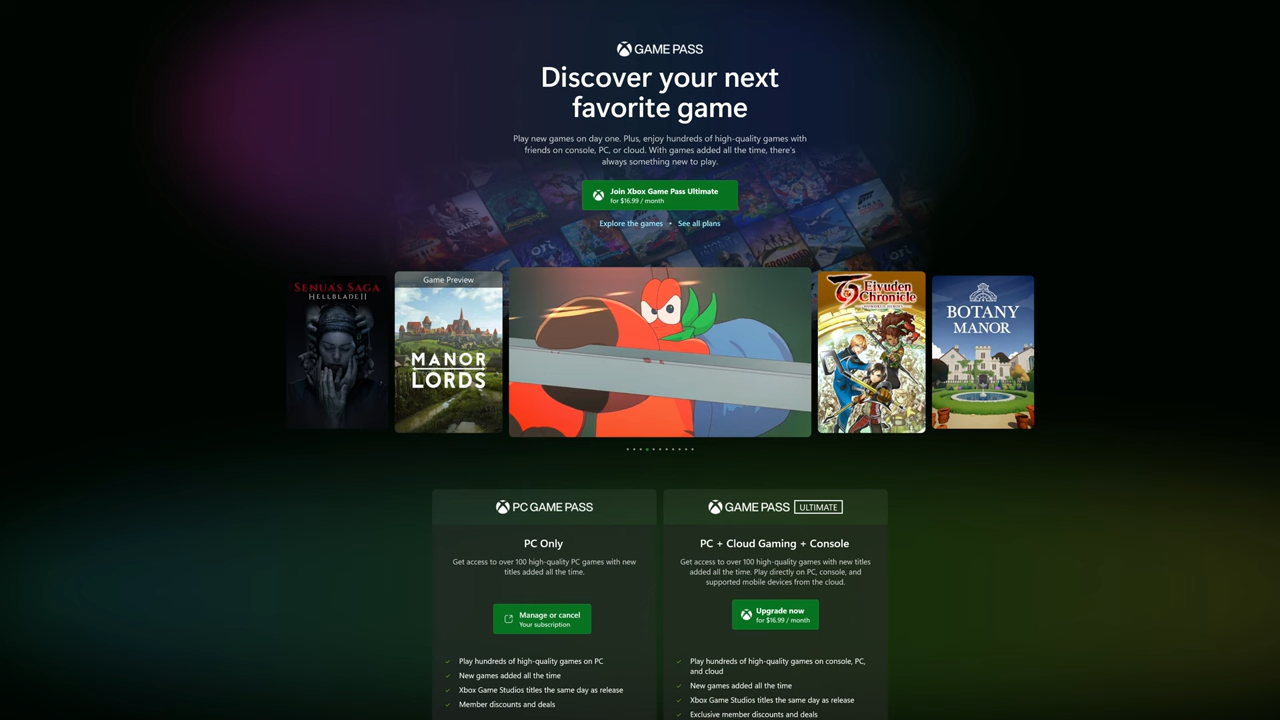 GAME PASS
Discover your next
favorite game
Play new games on day one. Plus, enjoy hundreds of high-quality games with
friends on console, PC, or cloud. With games added all the time, there's
always something new to play.
Join Xbox Game Pass Ultimate
for $16.99 / month
Explore the games • See all plans
SENUA'S SAGA
HELLBLADE II
Game Preview
MANOR
LORDS
Eiyuden
Chronicle
BOTANY
MANOR
PC GAME PASS
PC Only
Get access to over 100 high-quality PC games with new
titles added all the time.
Manage or cancel
Your subscription
Play hundreds of high-quality games on PC
New games added all the time
Xbox Game Studios titles the same day as release
Member discounts and deals
GAME PASS ULTIMATE
PC + Cloud Gaming + Console
Get access to over 100 high-quality games with new titles
added all the time. Play directly on PC, console, and
supported mobile devices from the cloud.
Upgrade now
for $16.99 / month
Play hundreds of high-quality games on console, PC,
and cloud
New games added all the time
Xbox Game Studios titles the same day as release
Exclusive member discounts and deals